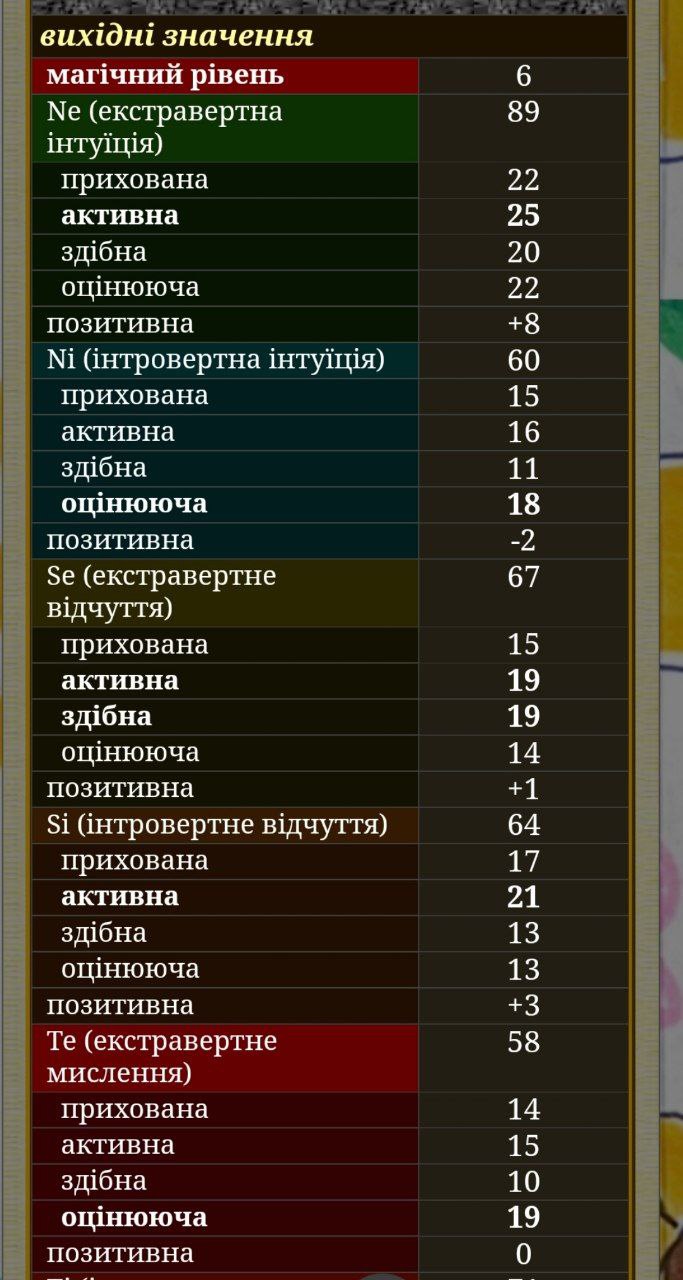 вихідні значення
магічний рівень 6
Ne (екстравертна 89
інтуїція)
прихована 22
активна 25
здібна 20
оцінююча 22
позитивна +8
Ni (інтровертна інтуїція) 60
прихована 15
активна 16
здібна 11
оцінююча 18
позитивна -2
Se (екстравертне 67
відчуття)
прихована 15
активна 19
здібна 19
оцінююча 14
позитивна +1
Si (інтровертне відчуття) 64
прихована 17
активна 21
здібна 13
оцінююча 13
позитивна +3
Te (екстравертне 58
мислення)
прихована 14
активна 15
здібна 10
оцінююча 19
позитивна 0